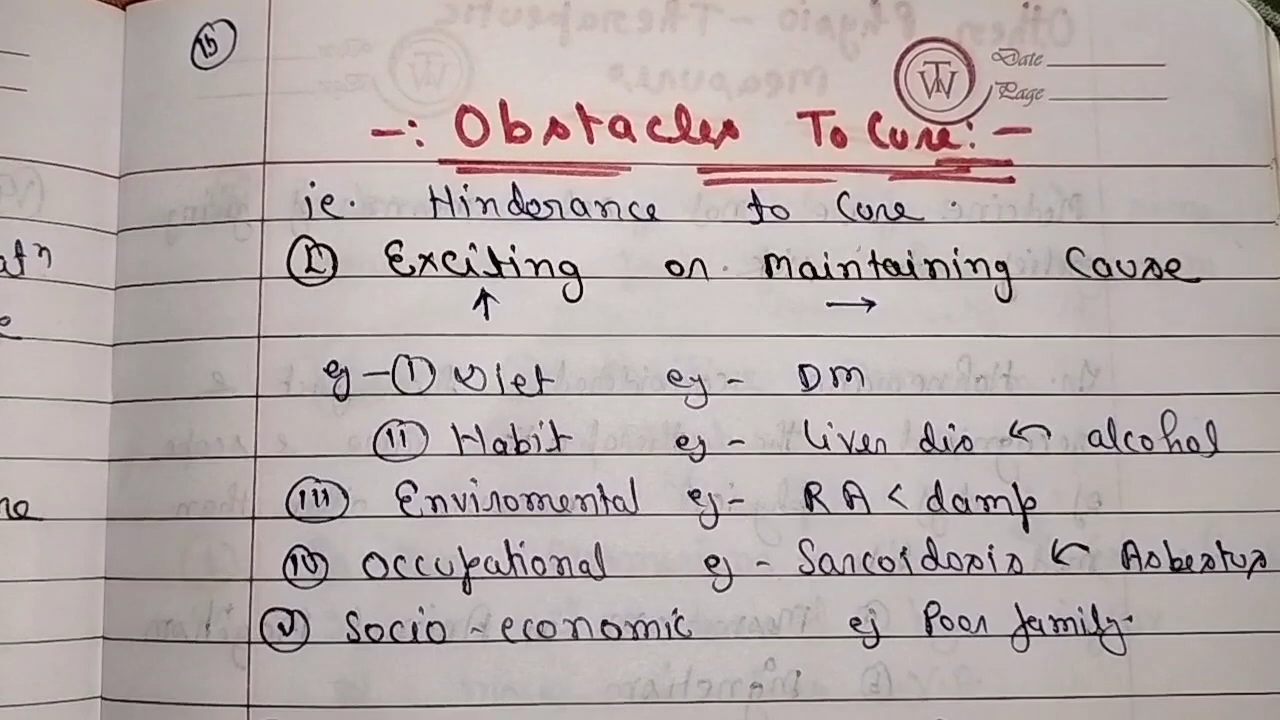 15
Date
Page
-: Obstacles To Cure:-
ie. Hinderance to Cure.
I Exciting or maintaining Cause
↑ →
eg - i Diet eg - DM
ii Habit eg - liver dis ← alcohol
iii Enviromental eg - RA < damp
iv Occupational eg - Sarcoidosis ← Asbestus
v Socio-economic eg Poor family.